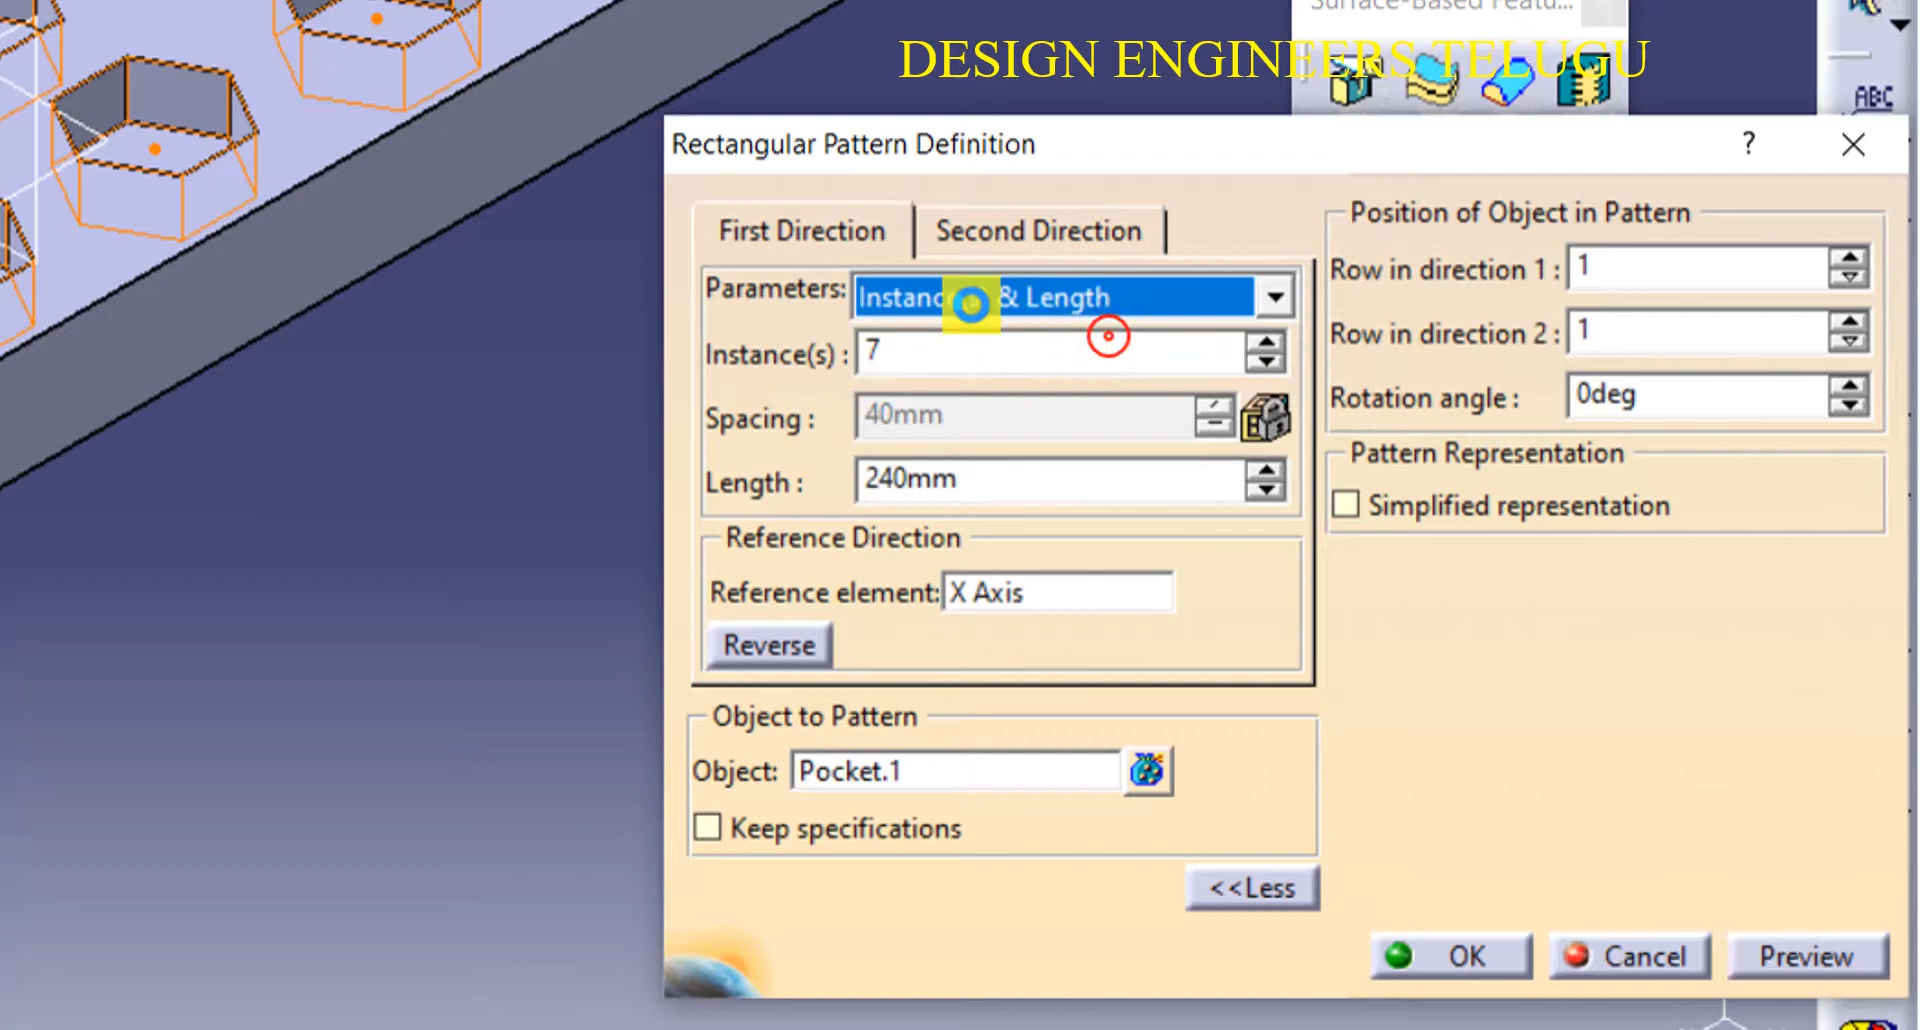 Surface-Based Featu...
DESIGN ENGINEERS TELUGU
ABC
Rectangular Pattern Definition
?
First Direction
Second Direction
Parameters:
& Length
Instance(s) :
7
Spacing :
40mm
Length :
240mm
Reference Direction
Reference element:
X Axis
Reverse
Object to Pattern
Object:
Pocket.1
Keep specifications
<<Less
Position of Object in Pattern
Row in direction 1 :
1
Row in direction 2 :
1
Rotation angle :
0deg
Pattern Representation
Simplified representation
OK
Cancel
Preview